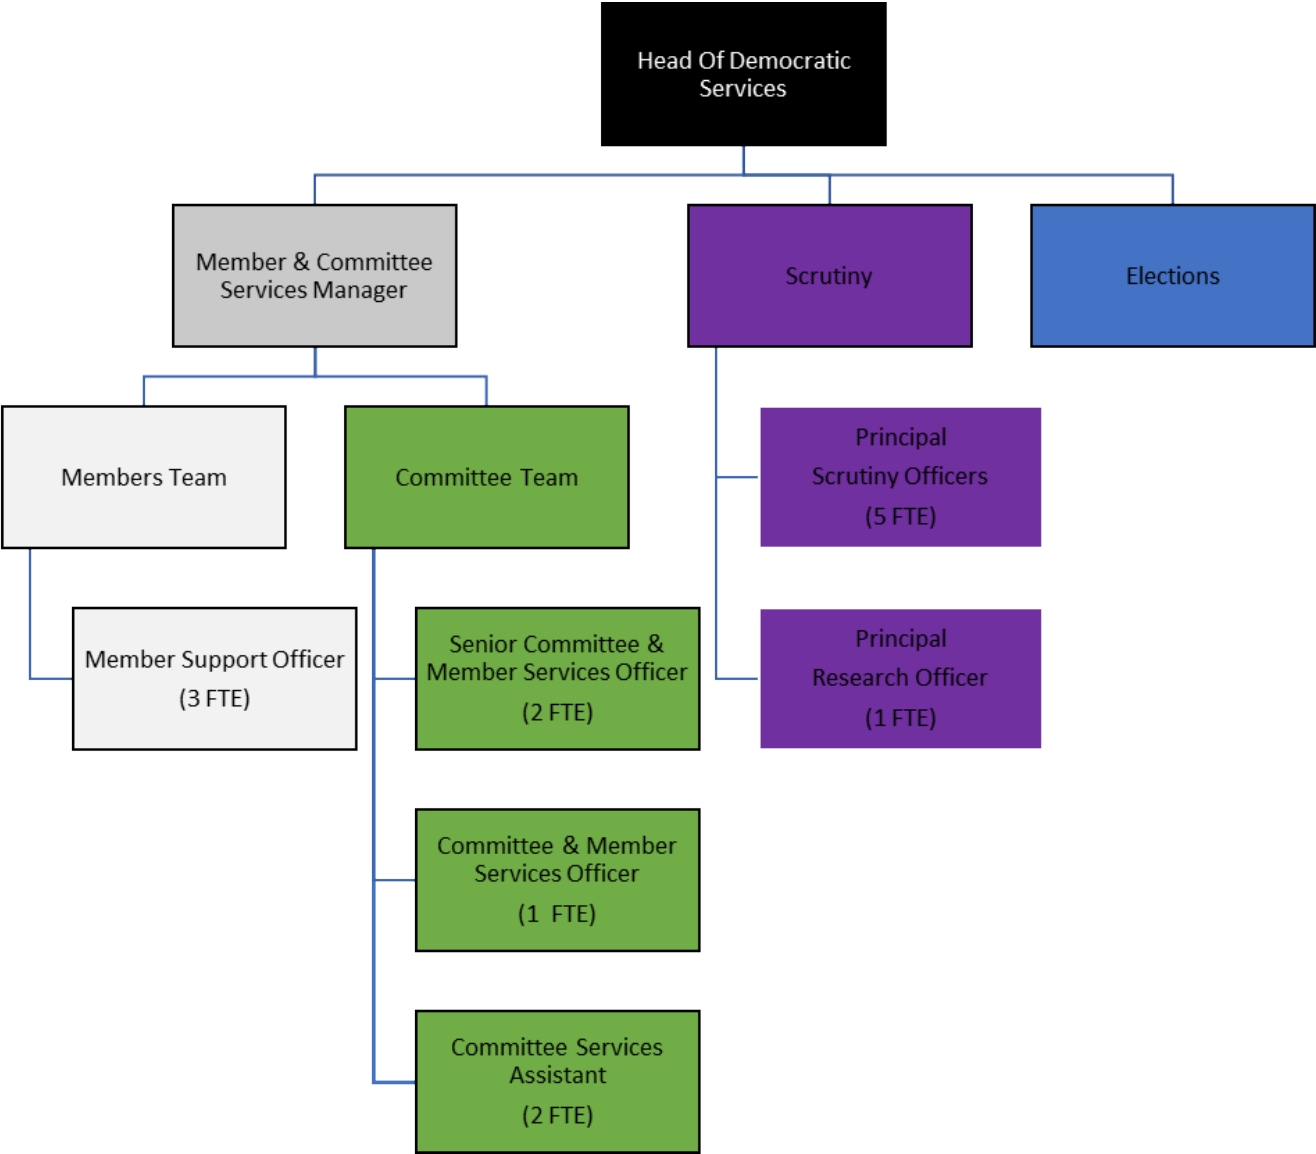 Head Of Democratic
Services
Member & Committee
Services Manager
Scrutiny
Elections
Members Team
Committee Team
Principal
Scrutiny Officers
(5 FTE)
Member Support Officer
(3 FTE)
Senior Committee &
Member Services Officer
(2 FTE)
Principal
Research Officer
(1 FTE)
Committee & Member
Services Officer
(1 FTE)
Committee Services
Assistant
(2 FTE)